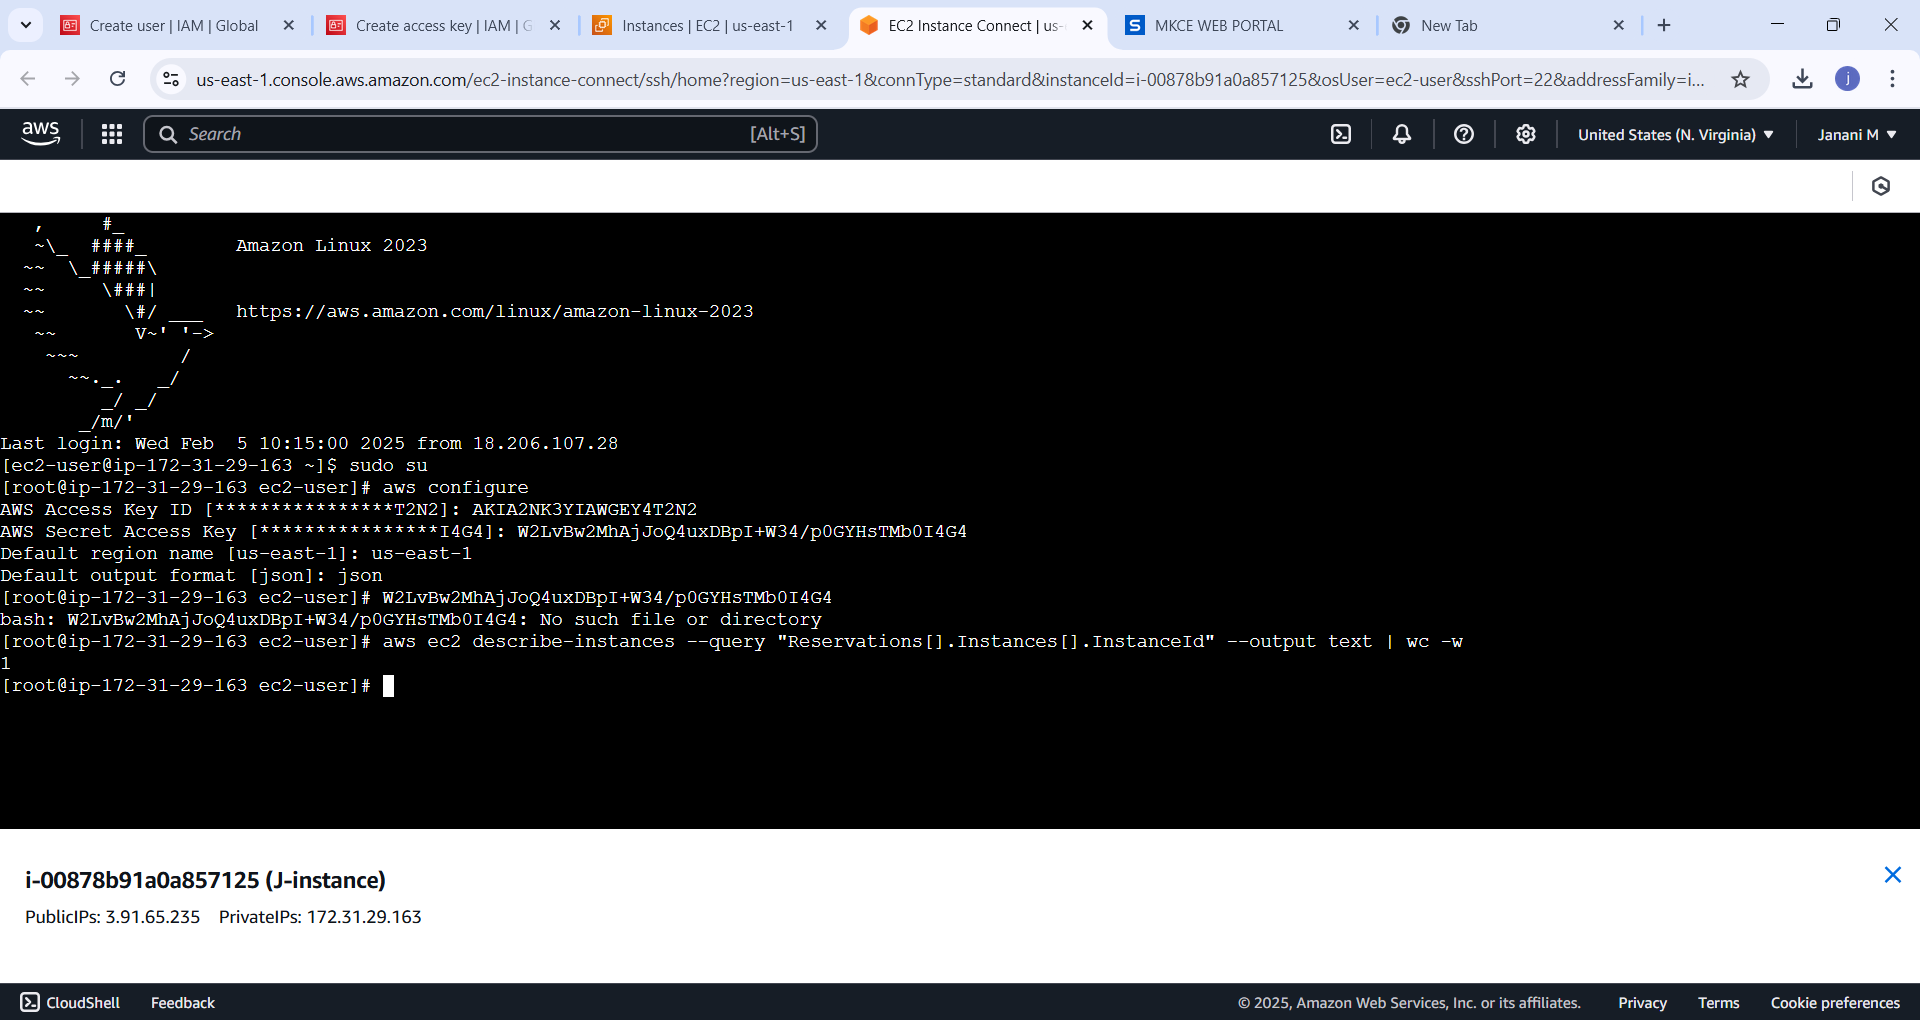 Create user | IAM | Global
Create access key | IAM | G
Instances | EC2 | us-east-1
EC2 Instance Connect | us-
MKCE WEB PORTAL
New Tab
us-east-1.console.aws.amazon.com/ec2-instance-connect/ssh/home?region=us-east-1&connType=standard&instanceId=i-00878b91a0a857125&osUser=ec2-user&sshPort=22&addressFamily=i...
j
aws
Search [Alt+S]
United States (N. Virginia)
Janani M
   ,     #_
   ~\_  ####_        Amazon Linux 2023
  ~~  \_#####\
  ~~     \###|
  ~~       \#/ ___   https://aws.amazon.com/linux/amazon-linux-2023
   ~~       V~' '->
    ~~~         /
      ~~._.   _/
         _/ _/
       _/m/'
Last login: Wed Feb  5 10:15:00 2025 from 18.206.107.28
[ec2-user@ip-172-31-29-163 ~]$ sudo su
[root@ip-172-31-29-163 ec2-user]# aws configure
AWS Access Key ID [****************T2N2]: AKIA2NK3YIAWGEY4T2N2
AWS Secret Access Key [****************I4G4]: 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
Default region name [us-east-1]: us-east-1
Default output format [json]: json
[root@ip-172-31-29-163 ec2-user]# W2LvBw2MhAjJoQ4uxDBpI+W34/p0GYHsTMb0I4G4
bash: W2LvBw2MhAjJoQ4uxDBpI+W34/p0GYHsTMb0I4G4: No such file or directory
[root@ip-172-31-29-163 ec2-user]# aws ec2 describe-instances --query "Reservations[].Instances[].InstanceId" --output text | wc -w
1
[root@ip-172-31-29-163 ec2-user]#
i-00878b91a0a857125 (J-instance)
PublicIPs: 3.91.65.235 PrivateIPs: 172.31.29.163
CloudShell Feedback © 2025, Amazon Web Services, Inc. or its affiliates. Privacy Terms Cookie preferences